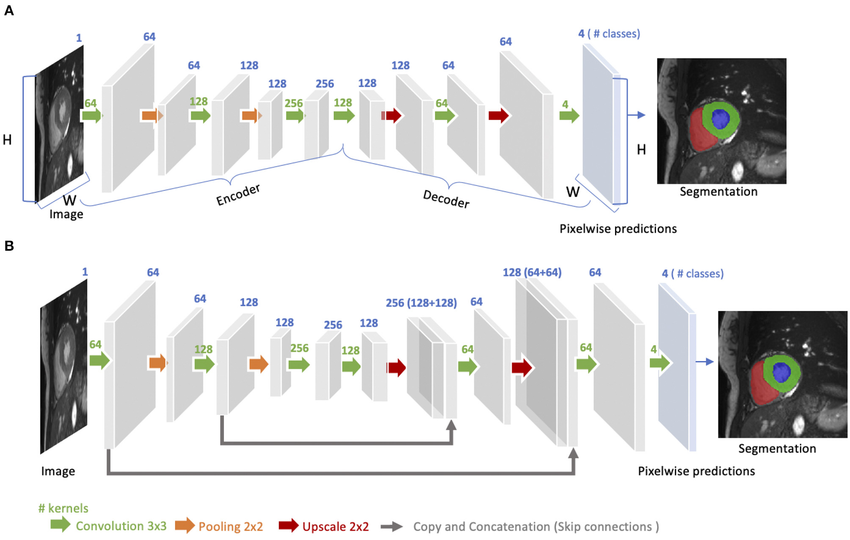 A
1
64
64
128
128
256
128
128
64
64
4 ( # classes)
64
128
256
128
64
4
H
H
W
Image
Encoder
Decoder
W
Pixelwise predictions
Segmentation
B
1
64
64
128
128
256
128
256 (128+128)
64
128 (64+64)
64
4 (# classes)
64
128
256
128
64
64
4
Image
Pixelwise predictions
Segmentation
# kernels
Convolution 3x3
Pooling 2x2
Upscale 2x2
Copy and Concatenation (Skip connections )